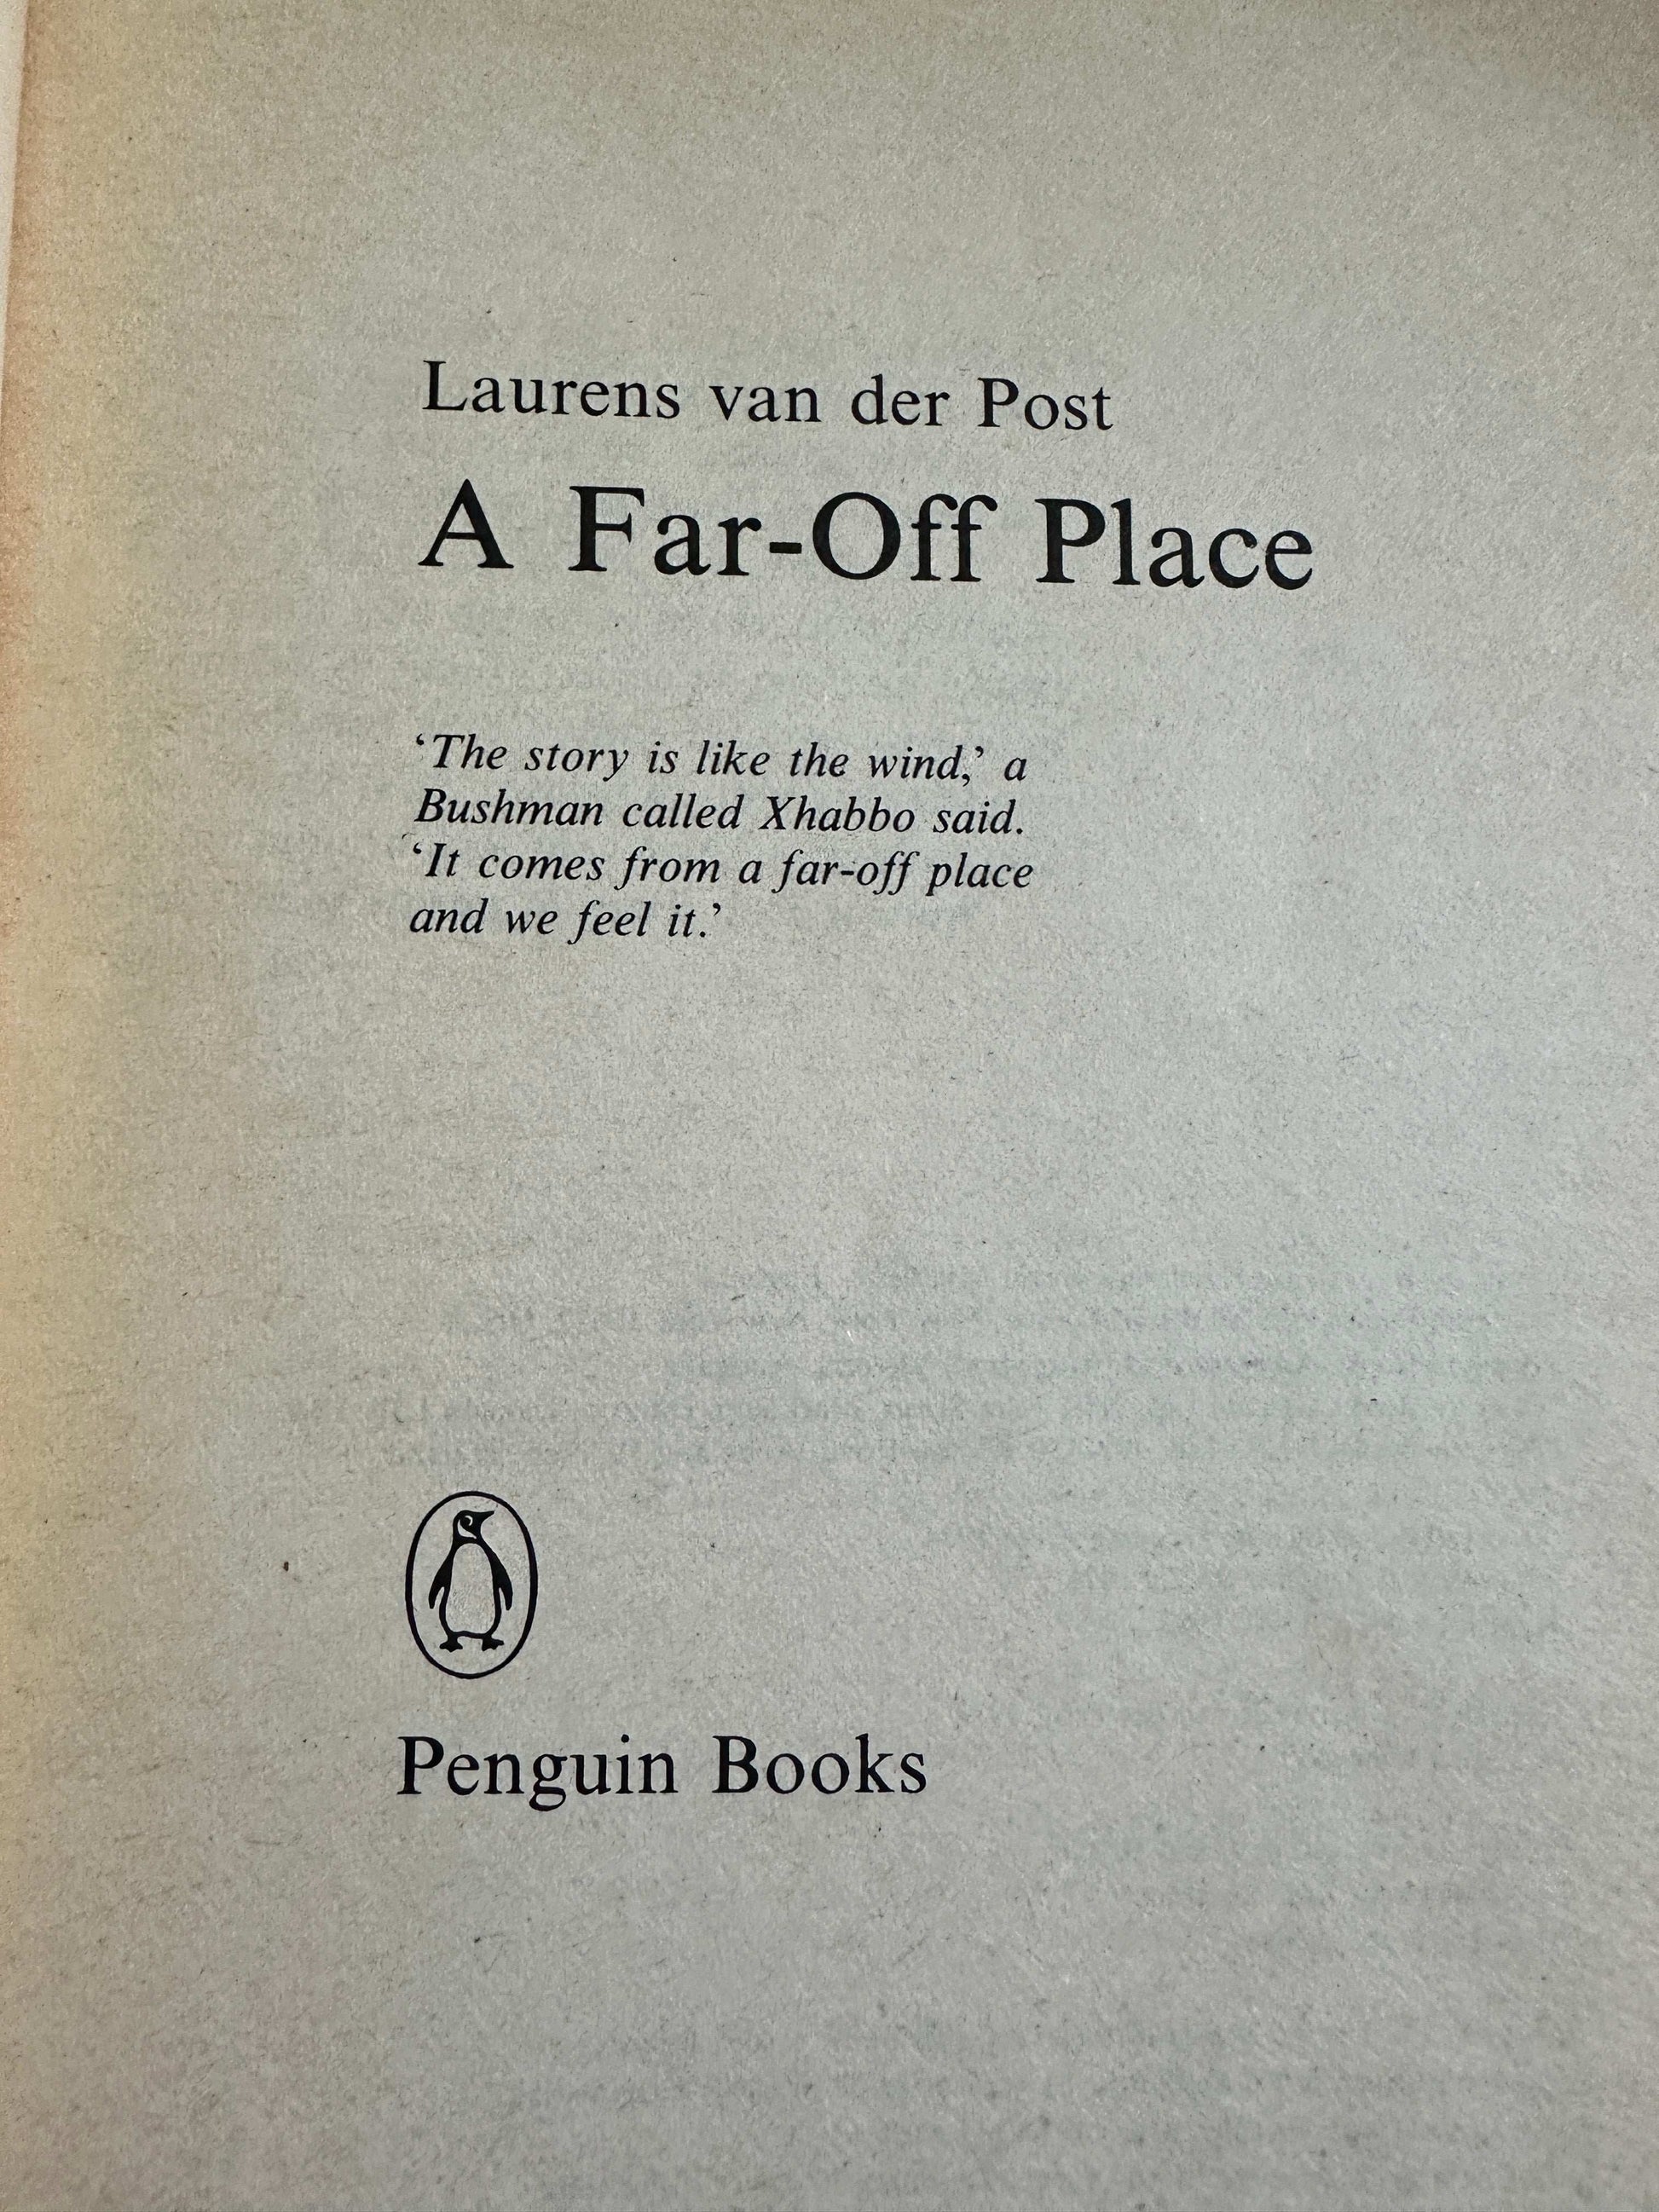 Laurens van der Post
A Far-Off Place
‘The story is like the wind,’ a
Bushman called Xhabbo said.
‘It comes from a far-off place
and we feel it.’
Penguin Books